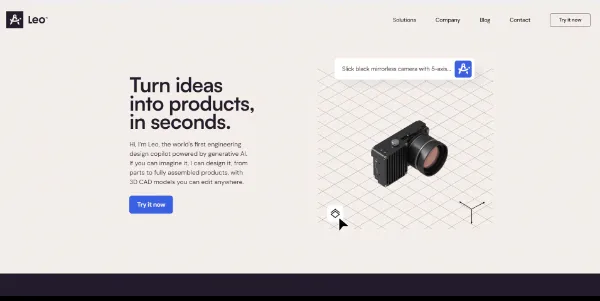 Leo™
Solutions
Company
Blog
Contact
Try it now
Slick black mirrorless camera with 5-axis...
Turn ideas
into products,
in seconds.
Hi, I'm Leo, the world's first engineering
design copilot powered by generative AI.
If you can imagine it, I can design it, from
parts to fully assembled products, with
3D CAD models you can edit anywhere.
Try it now